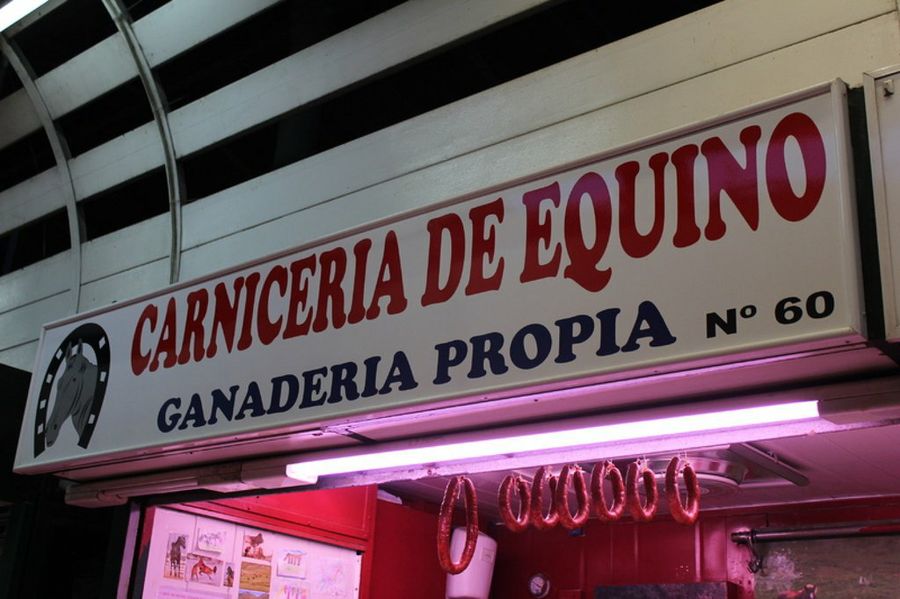 CARNICERIA DE EQUINO
GANADERIA PROPIA Nº 60